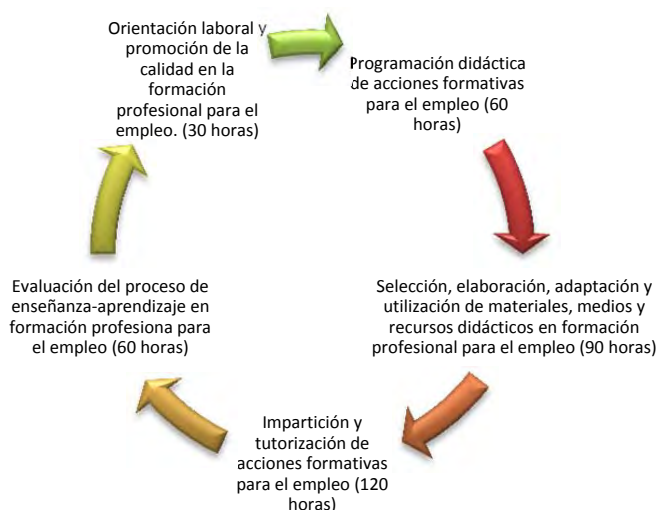 Orientación laboral y
promoción de la
calidad en la
formación
profesional para el
empleo. (30 horas)
Programación didáctica
de acciones formativas
para el empleo (60
horas)
Selección, elaboración, adaptación y
utilización de materiales, medios y
recursos didácticos en formación
profesional para el empleo (90 horas)
Impartición y
tutorización de
acciones formativas
para el empleo (120
horas)
Evaluación del proceso de
enseñanza-aprendizaje en
formación profesiona para
el empleo (60 horas)